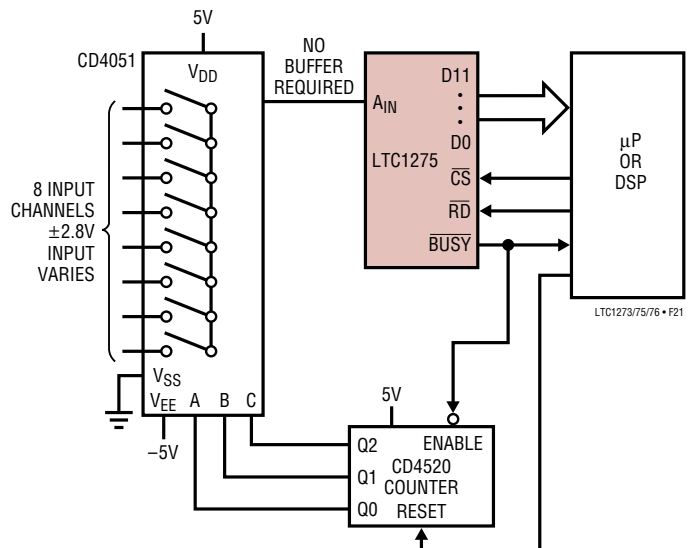 5V
CD4051
VDD
NO
BUFFER
REQUIRED
8 INPUT
CHANNELS
±2.8V
INPUT
VARIES
VSS
VEE
A
B
C
–5V
AIN
LTC1275
D11
D0
CS
RD
BUSY
µP
OR
DSP
LTC1273/75/76 • F21
5V
Q2
ENABLE
CD4520
Q1
COUNTER
Q0
RESET